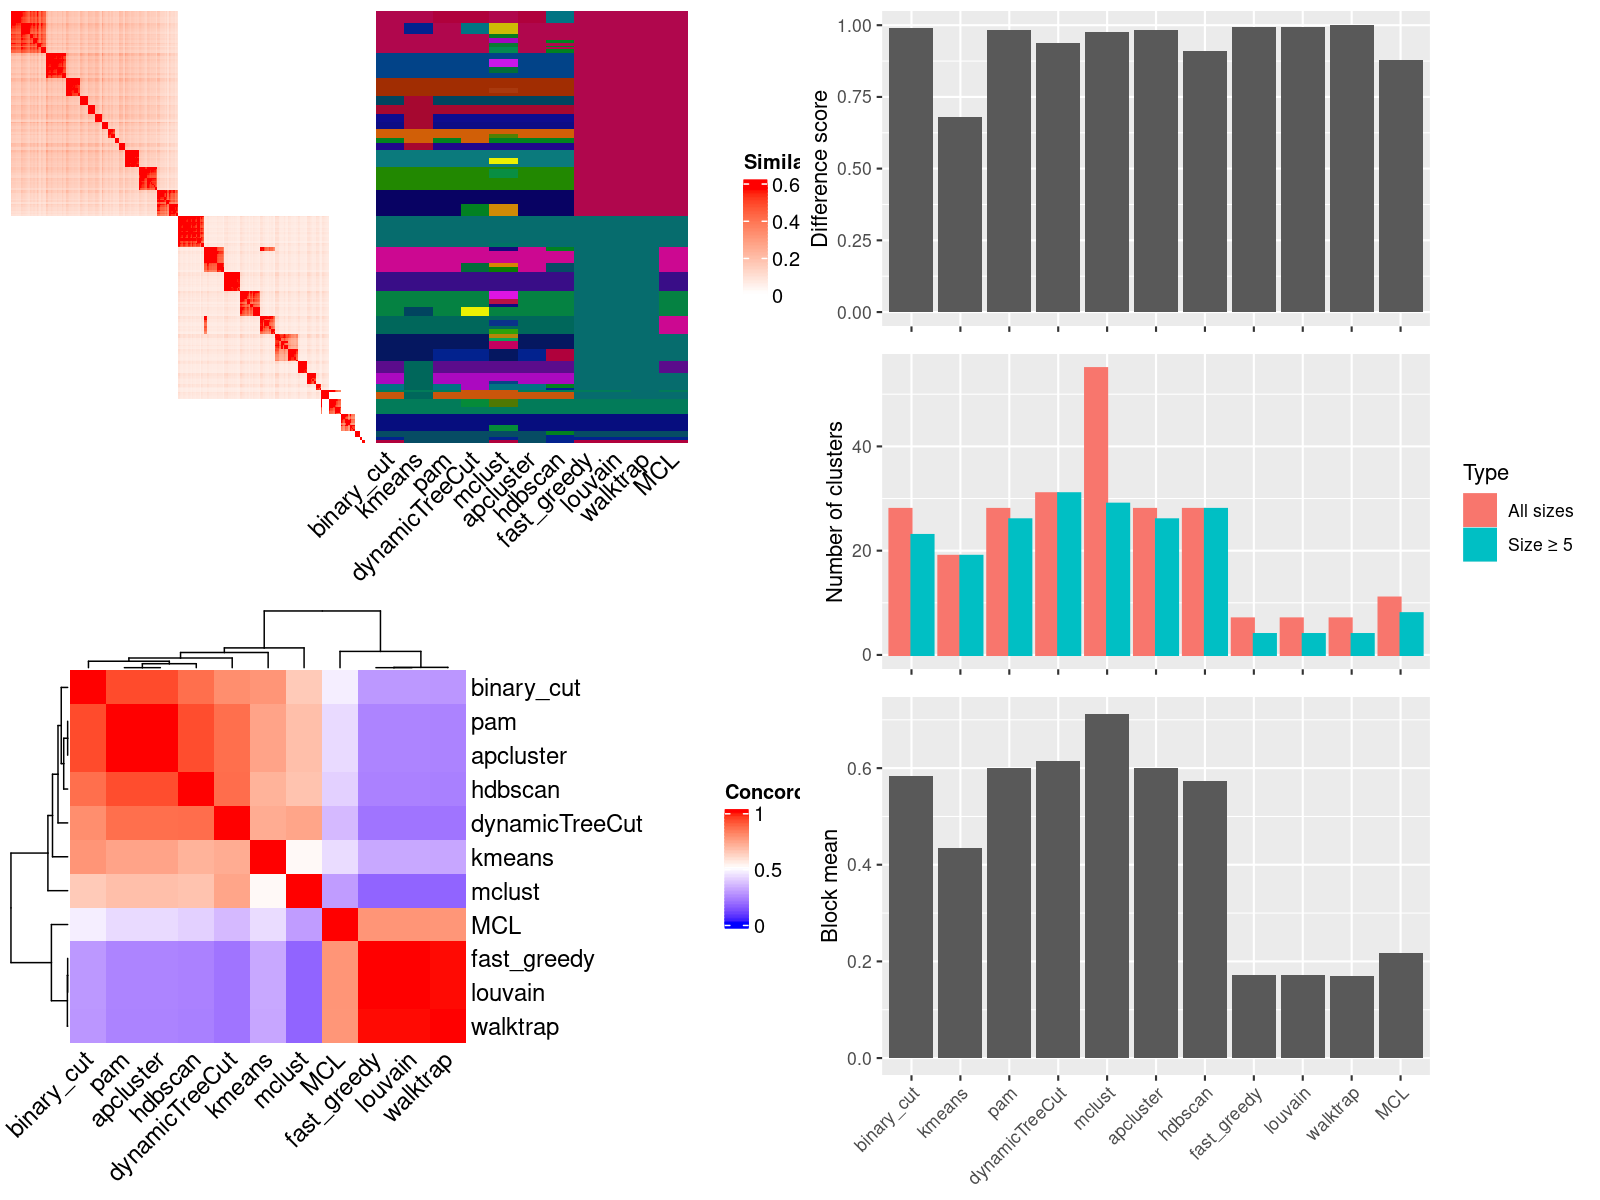 Simila
0.6
0.4
0.2
0
binary_cut
kmeans
pam
dynamicTreeCut
mclust
apcluster
hdbscan
fast_greedy
louvain
walktrap
MCL
binary_cut
pam
apcluster
hdbscan
dynamicTreeCut
kmeans
mclust
MCL
fast_greedy
louvain
walktrap
binary_cut
pam
apcluster
hdbscan
dynamicTreeCut
kmeans
mclust
MCL
fast_greedy
louvain
walktrap
Concord
1
0.5
0
Difference score
1.00
0.75
0.50
0.25
0.00
Number of clusters
40
20
0
Type
All sizes
Size ≥ 5
Block mean
0.6
0.4
0.2
0.0
binary_cut
kmeans
pam
dynamicTreeCut
mclust
apcluster
hdbscan
fast_greedy
louvain
walktrap
MCL